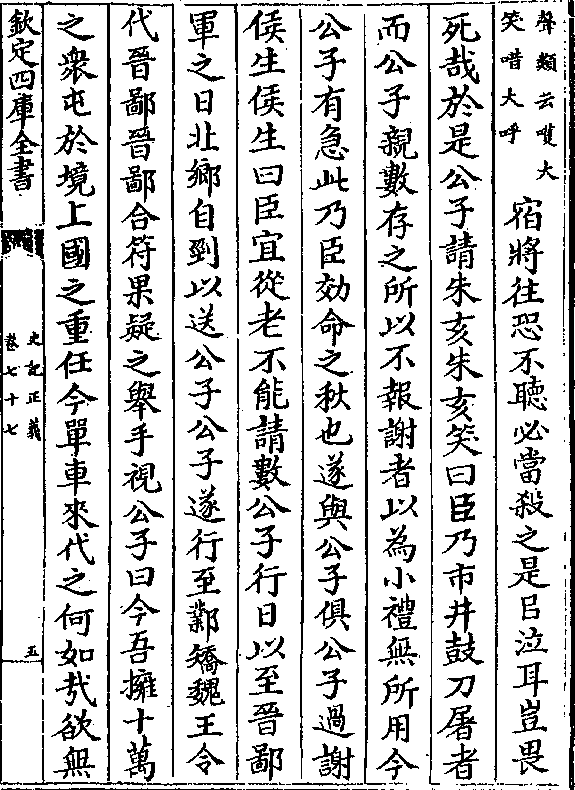 聲類云嚄大
笑唶大呼
宿將往恐不聽必當殺之是㠯泣耳豈畏
死哉於是公子請朱亥朱亥笑曰臣乃市井鼓刀屠者
而公子親數存之所以不報謝者以為小禮無所用今
公子有急此乃臣効命之秋也遂與公子俱公子過謝
侯生侯生曰臣宜從老不能請數公子行日以至晉鄙
軍之日北鄉自剄以送公子公子遂行至鄴矯魏王令
代晉鄙晉鄙合符果疑之舉手視公子曰今吾擁十萬
之衆屯於境上國之重任今單車來代之何如㢤欲無
欽定四庫全書
史記正義
卷七十七
五